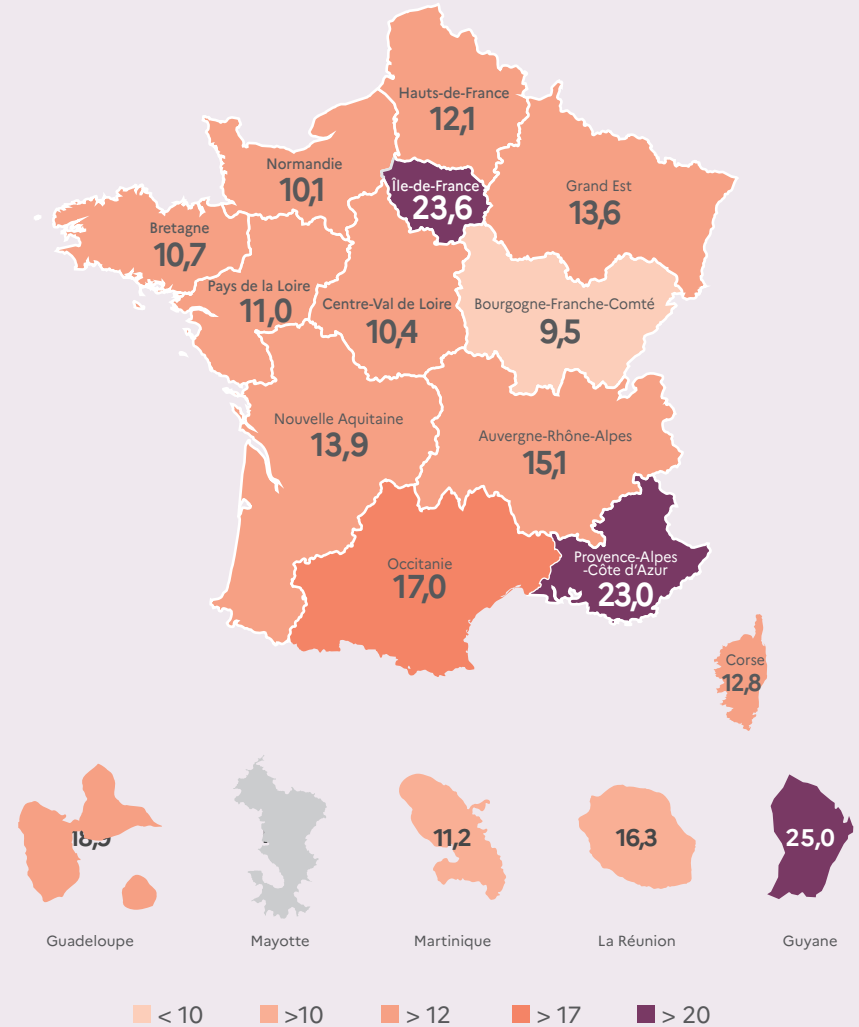 Hauts-de-France
12,1
Normandie
10,1
Île-de-France
23,6
Grand Est
13,6
Bretagne
10,7
Pays de la Loire
11,0
Centre-Val de Loire
10,4
Bourgogne-Franche-Comté
9,5
Nouvelle Aquitaine
13,9
Auvergne-Rhône-Alpes
15,1
Occitanie
17,0
Provence-Alpes
-Côte d’Azur
23,0
Corse
12,8
18,9
11,2
16,3
25,0
Guadeloupe
Mayotte
Martinique
La Réunion
Guyane
< 10
>10
> 12
> 17
> 20